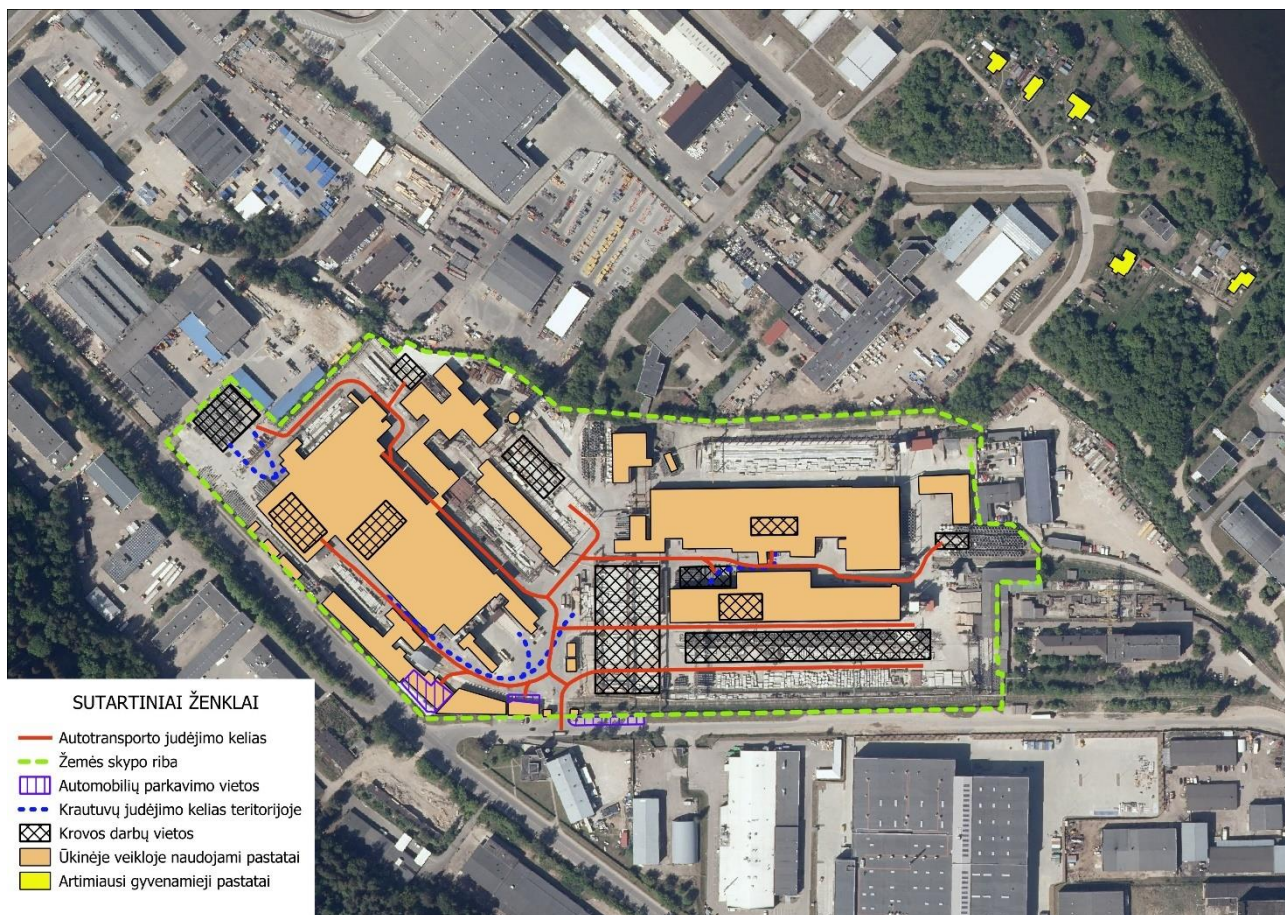 SUTARTINIAI ŽENKLAI
Autotransporto judėjimo kelias
Žemės skypo riba
Automobilių parkavimo vietos
Krautuvų judėjimo kelias teritorijoje
Krovos darbų vietos
Ūkinėje veikloje naudojami pastatai
Artimiausi gyvenamieji pastatai